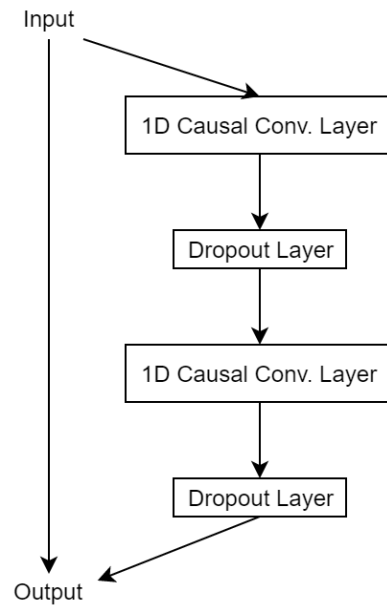 Input
1D Causal Conv. Layer
Dropout Layer
1D Causal Conv. Layer
Dropout Layer
Output